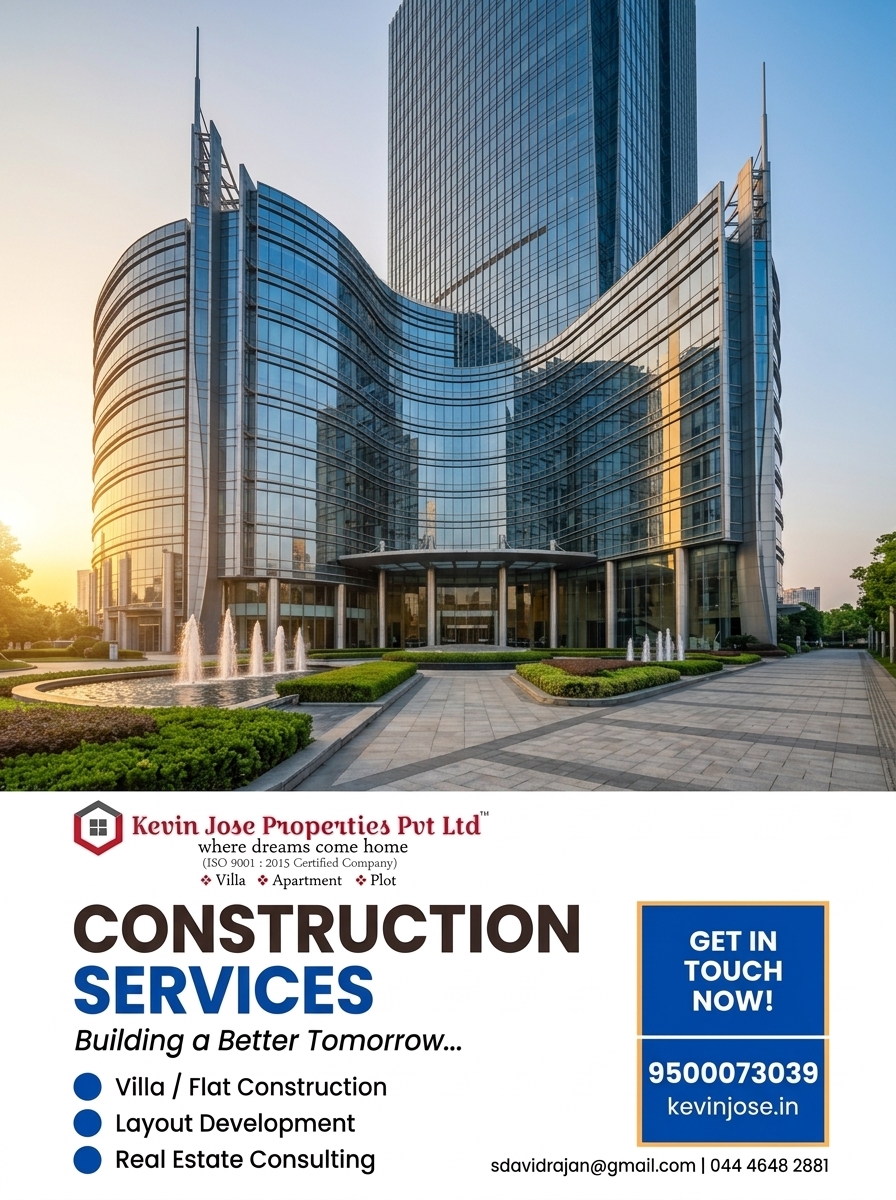 Kevin Jose Properties Pvt Ltd™
where dreams come home
(ISO 9001 : 2015 Certified Company)
❖ Villa ❖ Apartment ❖ Plot
CONSTRUCTION
SERVICES
Building a Better Tomorrow...
Villa / Flat Construction
Layout Development
Real Estate Consulting
GET IN
TOUCH
NOW!
9500073039
kevinjose.in
sdavidrajan@gmail.com | 044 4648 2881